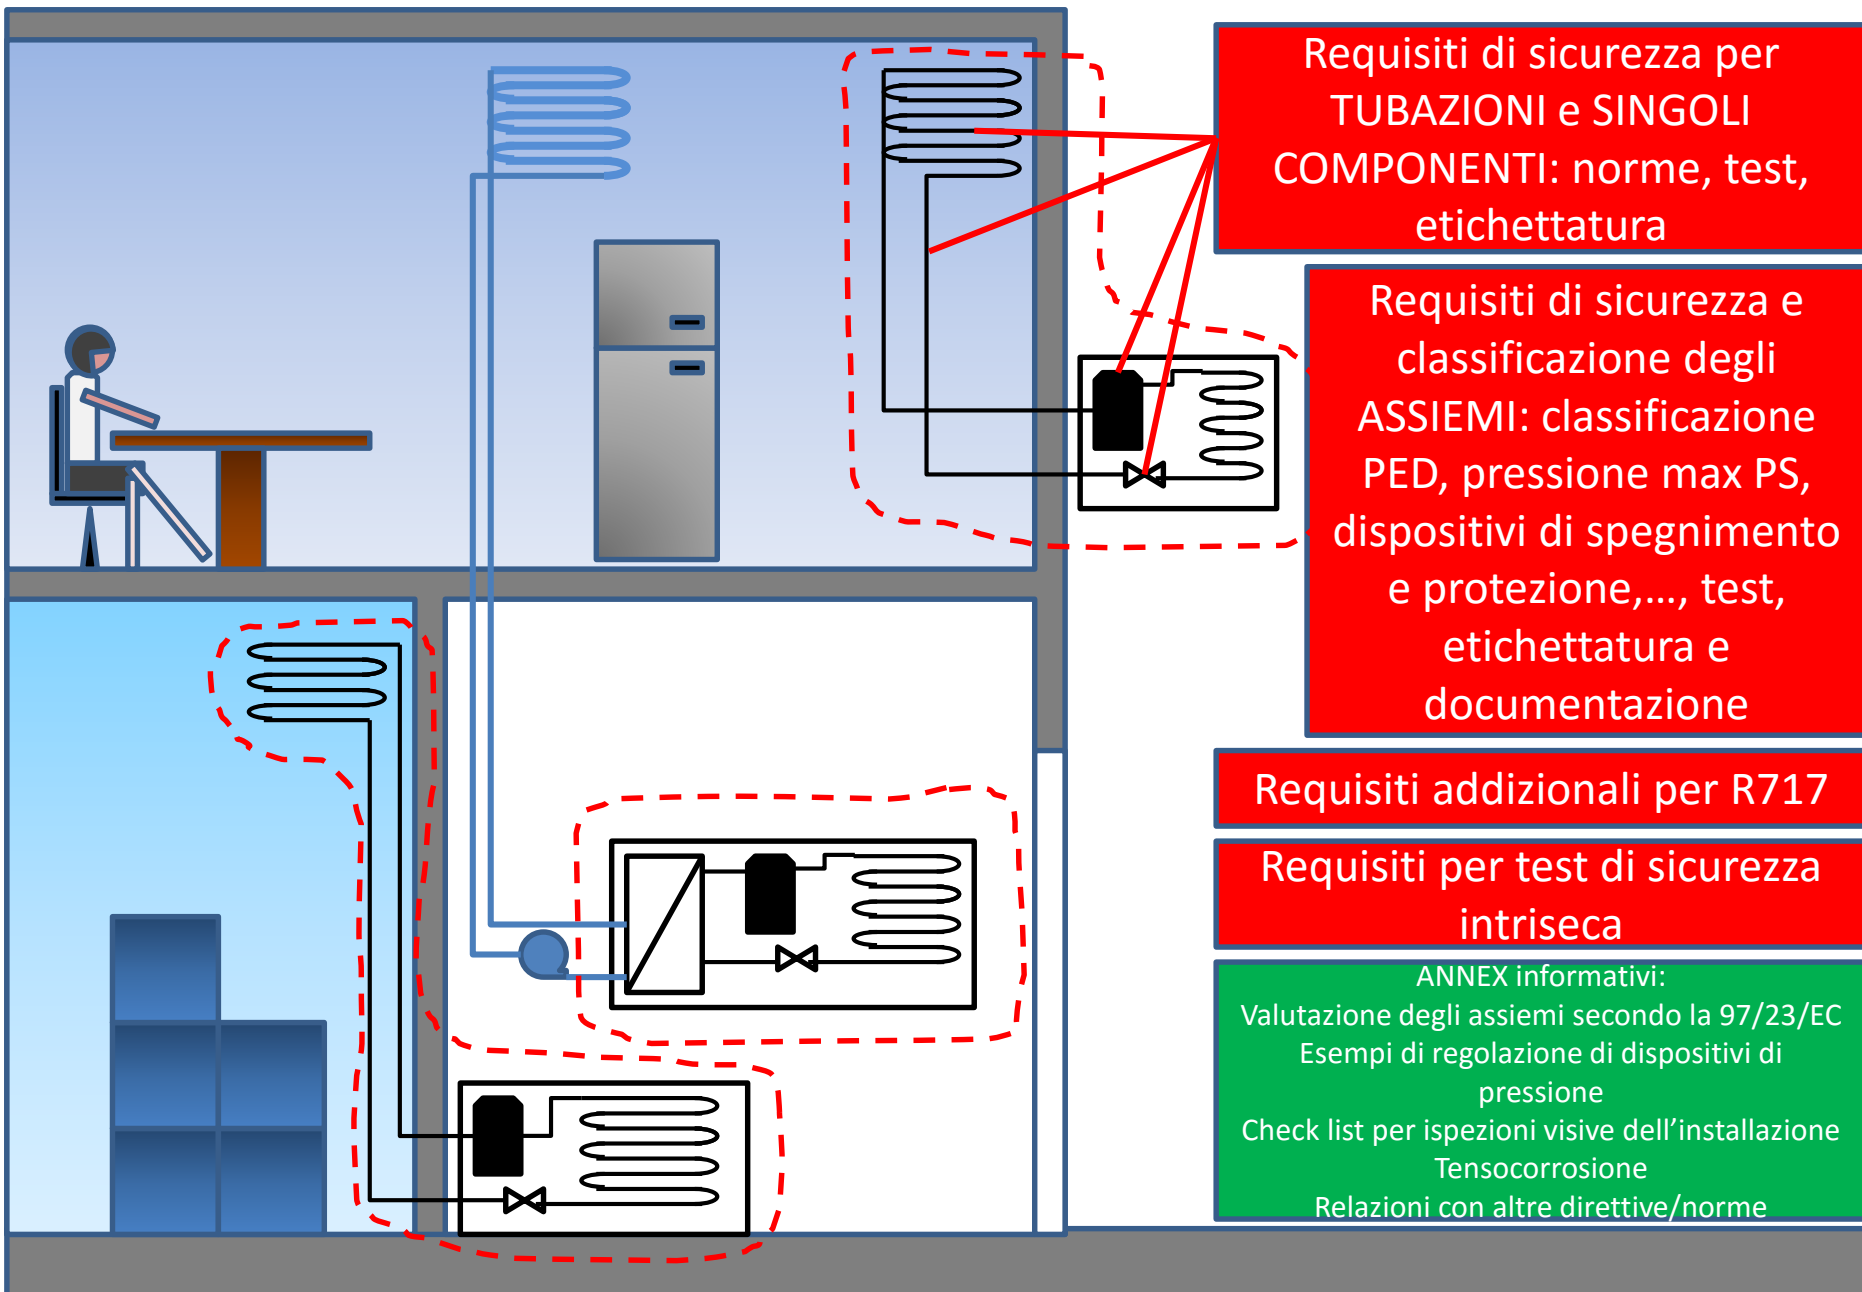 Requisiti di sicurezza per
TUBAZIONI e SINGOLI
COMPONENTI: norme, test,
etichettatura
Requisiti di sicurezza e
classificazione degli
ASSIEMI: classificazione
PED, pressione max PS,
dispositivi di spegnimento
e protezione,..., test,
etichettatura e
documentazione
Requisiti addizionali per R717
Requisiti per test di sicurezza
intriseca
ANNEX informativi:
Valutazione degli assiemi secondo la 97/23/EC
Esempi di regolazione di dispositivi di
pressione
Check list per ispezioni visive dell’installazione
Tensocorrosione
Relazioni con altre direttive/norme